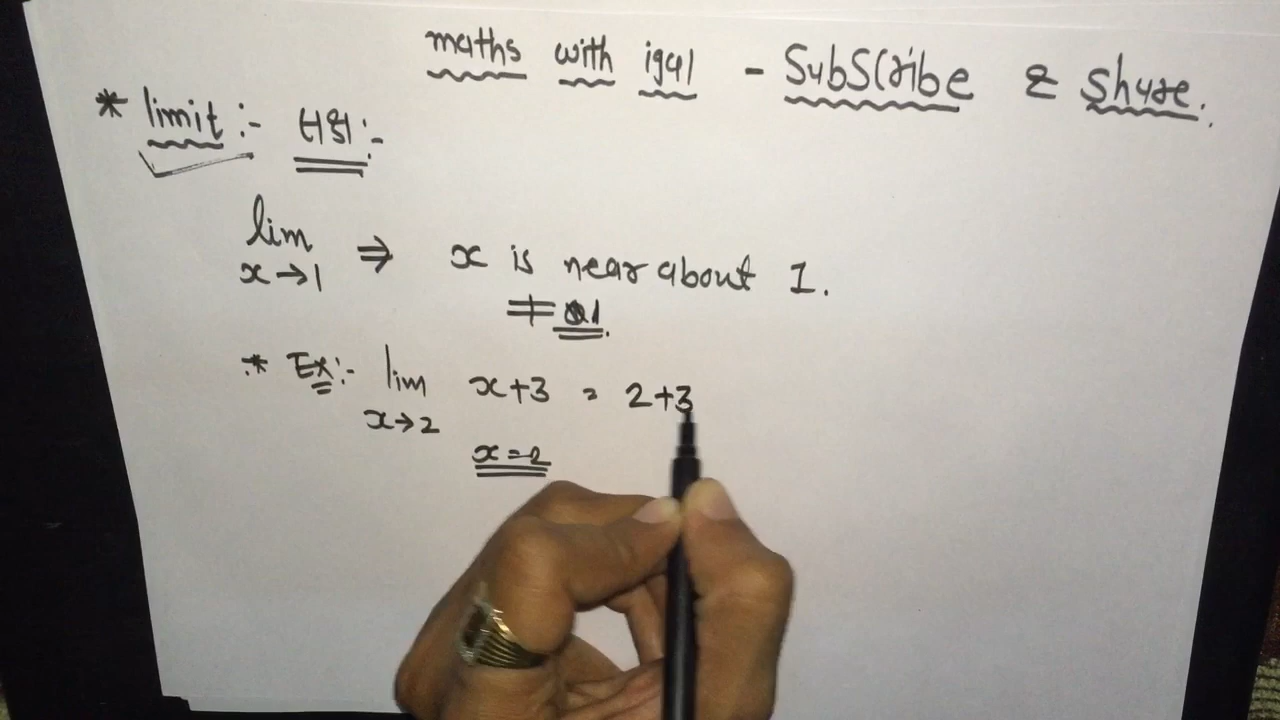 maths with iqal - Subscribe & Share.
* limit :- લક્ષ :-
lim x→1 ⇒ x is near about 1.
≠ 1.
* Ex :- lim x→2 x+3 = 2+3
x=2